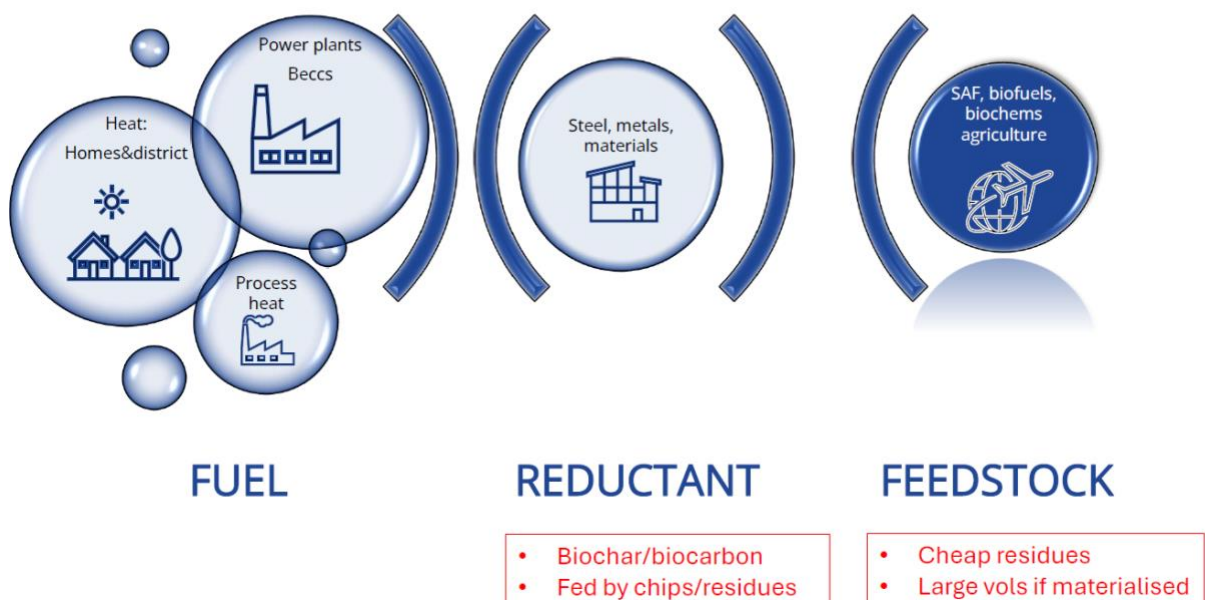 Power plants
Beccs
Heat:
Homes&district
Process
heat
Steel, metals,
materials
SAF, biofuels,
biochems
agriculture
FUEL
REDUCTANT
FEEDSTOCK
• Biochar/biocarbon
• Fed by chips/residues
• Cheap residues
• Large vols if materialised